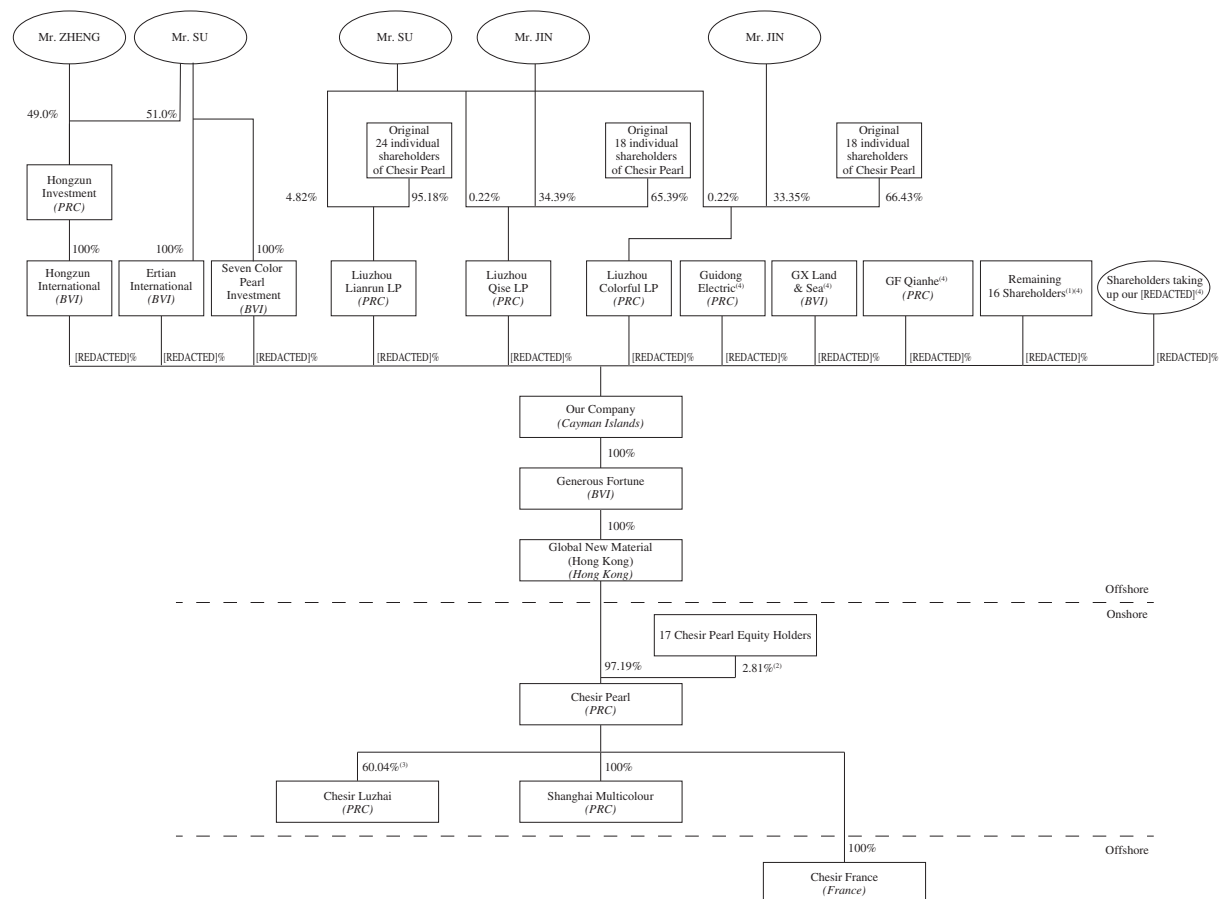 Mr. ZHENG
Mr. SU
Mr. SU
Mr. JIN
Mr. JIN
49.0%
51.0%
Original
24 individual
shareholders
of Chesir Pearl
Original
18 individual
shareholders
of Chesir Pearl
Original
18 individual
shareholders
of Chesir Pearl
Hongzun
Investment
(PRC)
4.82%
95.18%
0.22%
34.39%
65.39%
0.22%
33.35%
66.43%
100%
100%
100%
Hongzun
International
(BVI)
Ertian
International
(BVI)
Seven Color
Pearl
Investment
(BVI)
Liuzhou
Lianrun LP
(PRC)
Liuzhou
Qise LP
(PRC)
Liuzhou
Colorful LP
(PRC)
Guidong
Electric(4)
(PRC)
GX Land
& Sea(4)
(BVI)
GF Qianhe(4)
(PRC)
Remaining
16 Shareholders(1)(4)
Shareholders taking
up our [REDACTED](4)
[REDACTED]%
[REDACTED]%
[REDACTED]%
[REDACTED]%
[REDACTED]%
[REDACTED]%
[REDACTED]%
[REDACTED]%
[REDACTED]%
[REDACTED]%
[REDACTED]%
Our Company
(Cayman Islands)
100%
Generous Fortune
(BVI)
100%
Global New Material
(Hong Kong)
(Hong Kong)
Offshore
Onshore
17 Chesir Pearl Equity Holders
97.19%
2.81%(2)
Chesir Pearl
(PRC)
60.04%(3)
100%
Chesir Luzhai
(PRC)
Shanghai Multicolour
(PRC)
100%
Offshore
Chesir France
(France)